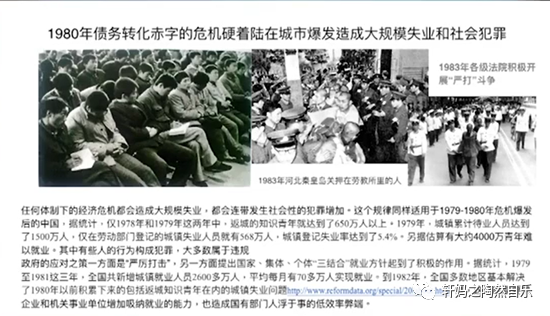 1980年债务转化赤字的危机硬着陆在城市爆发造成大规模失业和社会犯罪
1983年各级法院积极开
展“严打”斗争
1983年河北秦皇岛关押在劳教所里的人
任何体制下的经济危机都会造成大规模失业，都会连带发生社会性的犯罪增加。这个规律同样适用于1979-1980年危机爆发
后的中国，据统计，仅1978年和1979年这两年中，返城的知识青年就达到了650万人以上。1979年，城镇累计待业人员达到
了1500万人，仅在劳动部门登记的城镇失业人员就有568万人，城镇登记失业率达到了5.4%。另据估算有大约4000万青年难
以就业。其中有些人的行为构成犯罪，大多数属于违规
政府的应对之第一方面是“严厉打击”；另一方面提出国家、集体、个体“三结合”就业方针起到了积极的作用。据统计，1979
至1981这三年，全国共新增城镇就业人员2600多万人，平均每月有70多万人实现就业。到1982年，全国多数地区基本解决
了1980年以前积累下来的包括返城知识青年在内的城镇失业问题http://www.reformdata.org/special/20
企业和机关事业单位增加吸纳就业的能力，也造成国有部门人浮于事的低效率弊端。
轩妈之陶然自乐